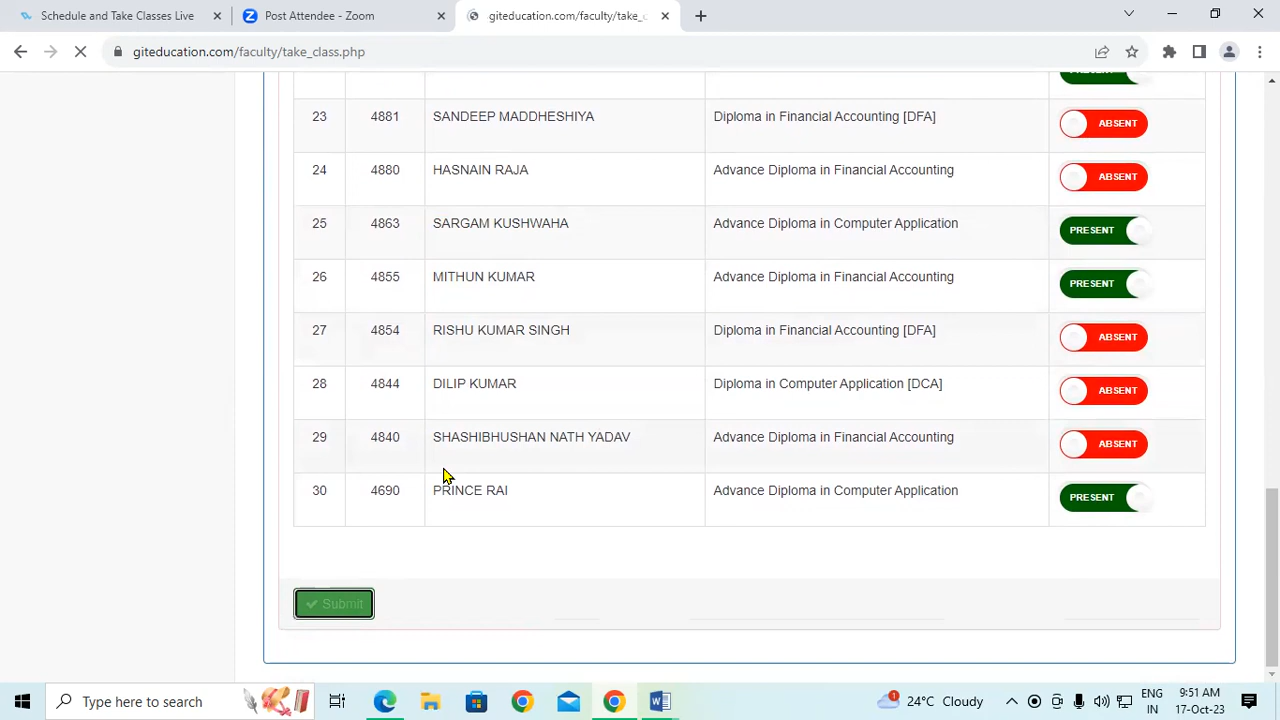 Schedule and Take Classes Live
Post Attendee - Zoom
giteducation.com/faculty/take_c
giteducation.com/faculty/take_class.php
PRESENT
23 4881 SANDEEP MADDHESHIYA Diploma in Financial Accounting [DFA] ABSENT
24 4880 HASNAIN RAJA Advance Diploma in Financial Accounting ABSENT
25 4863 SARGAM KUSHWAHA Advance Diploma in Computer Application PRESENT
26 4855 MITHUN KUMAR Advance Diploma in Financial Accounting PRESENT
27 4854 RISHU KUMAR SINGH Diploma in Financial Accounting [DFA] ABSENT
28 4844 DILIP KUMAR Diploma in Computer Application [DCA] ABSENT
29 4840 SHASHIBHUSHAN NATH YADAV Advance Diploma in Financial Accounting ABSENT
30 4690 PRINCE RAI Advance Diploma in Computer Application PRESENT
Submit
Type here to search
1
24°C Cloudy
ENG
IN
9:51 AM
17-Oct-23